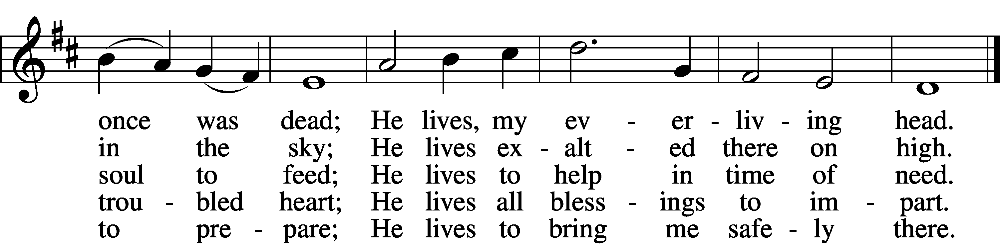 once was dead; He lives, my ev - er - liv - ing head.
in the sky; He lives ex - alt - ed there on high.
soul to feed; He lives to help in time of need.
trou - bled heart; He lives all bless - ings to im - part.
to pre - pare; He lives to bring me safe - ly there.